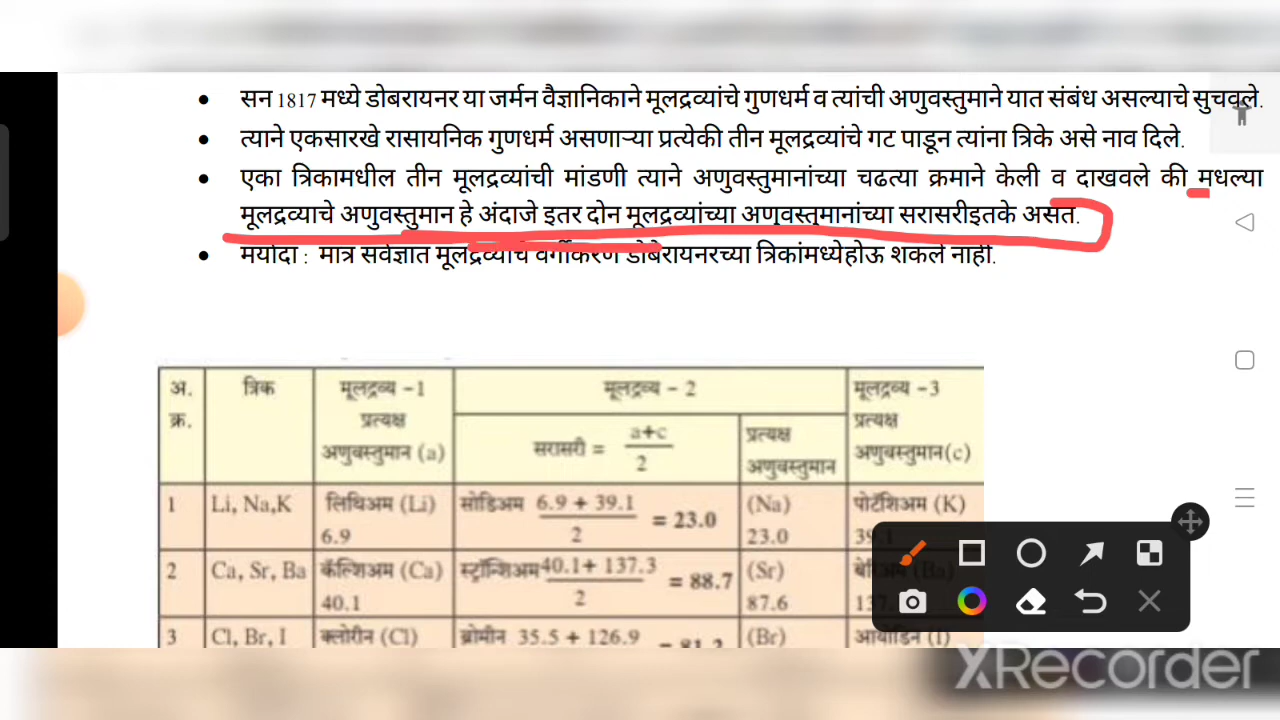 सन 1817 मध्ये डोबरायनर या जर्मन वैज्ञानिकाने मूलद्रव्यांचे गुणधर्म व त्यांची अणुवस्तुमाने यात संबंध असल्याचे सुचवले.
त्याने एकसारखे रासायनिक गुणधर्म असणाऱ्या प्रत्येकी तीन मूलद्रव्यांचे गट पाडून त्यांना त्रिके असे नाव दिले.
एका त्रिकामधील तीन मूलद्रव्यांची मांडणी त्याने अणुवस्तुमानांच्या चढत्या क्रमाने केली व दाखवले की मधल्या
मूलद्रव्याचे अणुवस्तुमान हे अंदाजे इतर दोन मूलद्रव्यांच्या अणुवस्तुमानांच्या सरासरीइतके असते.
मर्यादा : मात्र सर्वज्ञात मूलद्रव्यांचे वर्गीकरण डोबेरायनरच्या त्रिकांमध्येहोऊ शकले नाही.
अ. क्र. त्रिक मूलद्रव्य -1 प्रत्यक्ष अणुवस्तुमान (a) मूलद्रव्य - 2 मूलद्रव्य -3 प्रत्यक्ष अणुवस्तुमान(c)
सरासरी = a+c / 2 प्रत्यक्ष अणुवस्तुमान
1 Li, Na,K लिथिअम (Li) 6.9 सोडिअम 6.9 + 39.1 / 2 = 23.0 (Na) 23.0 पोटॅशिअम (K)
2 Ca, Sr, Ba कॅल्शिअम (Ca) 40.1 स्ट्रॉन्शिअम 40.1+ 137.3 / 2 = 88.7 (Sr) 87.6 बेरिअम (Ba)
3 Cl, Br, I क्लोरीन (Cl) ब्रोमीन 35.5 + 126.9 (Br) आयोडिन (I)
XRecorder